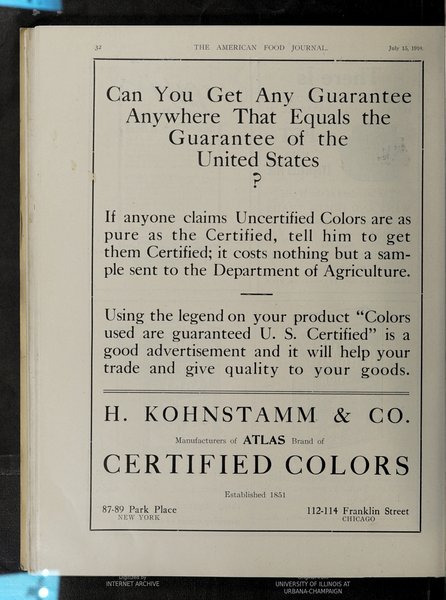 32 THE AMERICAN FOOD JOURNAL. July 15, 1910.
Can You Get Any Guarantee
Anywhere That Equals the
Guarantee of the
United States
?
If anyone claims Uncertified Colors are as
pure as the Certified, tell him to get
them Certified; it costs nothing but a sam-
ple sent to the Department of Agriculture.
Using the legend on your product “Colors
used are guaranteed U. S. Certified” is a
good advertisement and it will help your
trade and give quality to your goods.
H. KOHNSTAMM & CO.
Manufacturers of ATLAS Brand of
CERTIFIED COLORS
Established 1851
87-89 Park Place 112-114 Franklin Street
NEW YORK CHICAGO
Digitized by
INTERNET ARCHIVE
UNIVERSITY OF ILLINOIS AT
URBANA-CHAMPAIGN